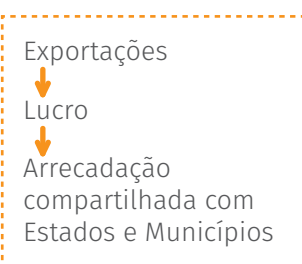 Exportações
Lucro
Arrecadação
compartilhada com
Estados e Municípios